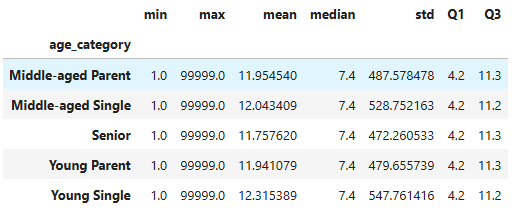 min max mean median std Q1 Q3
age_category
Middle-aged Parent 1.0 99999.0 11.954540 7.4 487.578478 4.2 11.3
Middle-aged Single 1.0 99999.0 12.043409 7.4 528.752163 4.2 11.2
Senior 1.0 99999.0 11.757620 7.4 472.260533 4.2 11.3
Young Parent 1.0 99999.0 11.941079 7.4 479.655739 4.2 11.3
Young Single 1.0 99999.0 12.315389 7.4 547.761416 4.2 11.2